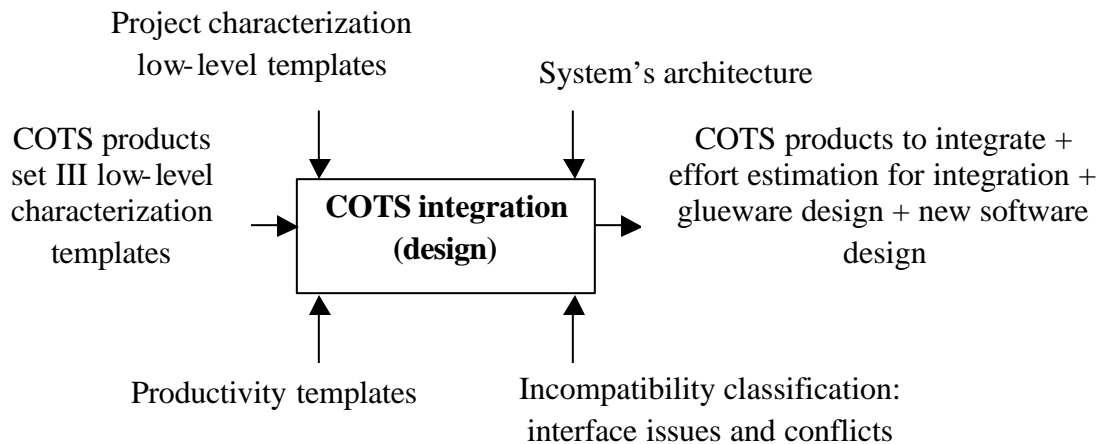 Project characterization
low-level templates
System's architecture
COTS products
set III low-level
characterization
templates
COTS integration
(design)
COTS products to integrate +
effort estimation for integration +
glueware design + new software
design
Productivity templates
Incompatibility classification:
interface issues and conflicts